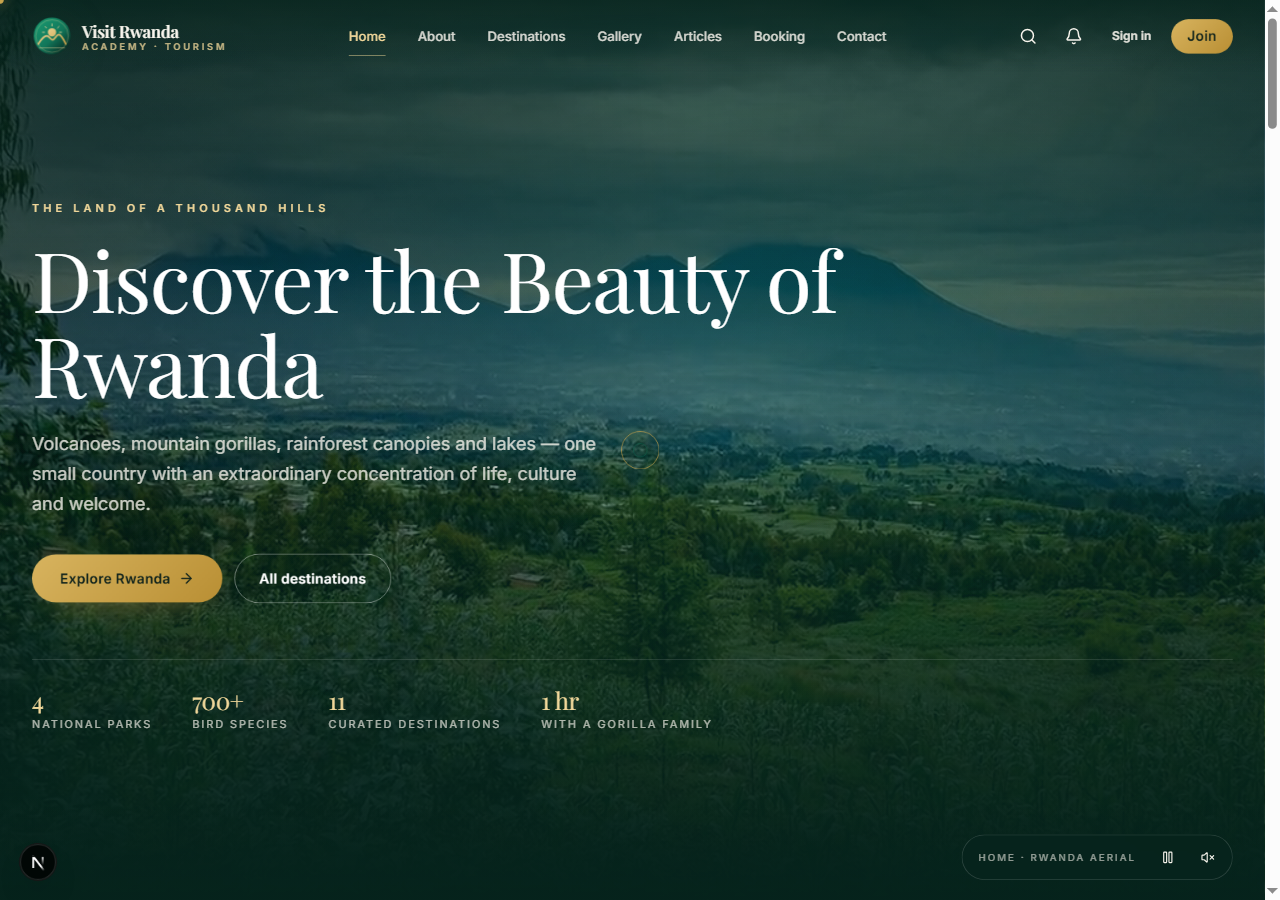 Visit Rwanda
ACADEMY · TOURISM
Home
About
Destinations
Gallery
Articles
Booking
Contact
Sign in
Join
THE LAND OF A THOUSAND HILLS
Discover the Beauty of
Rwanda
Volcanoes, mountain gorillas, rainforest canopies and lakes — one
small country with an extraordinary concentration of life, culture
and welcome.
Explore Rwanda →
All destinations
4
NATIONAL PARKS
700+
BIRD SPECIES
11
CURATED DESTINATIONS
1 hr
WITH A GORILLA FAMILY
N
HOME · RWANDA AERIAL